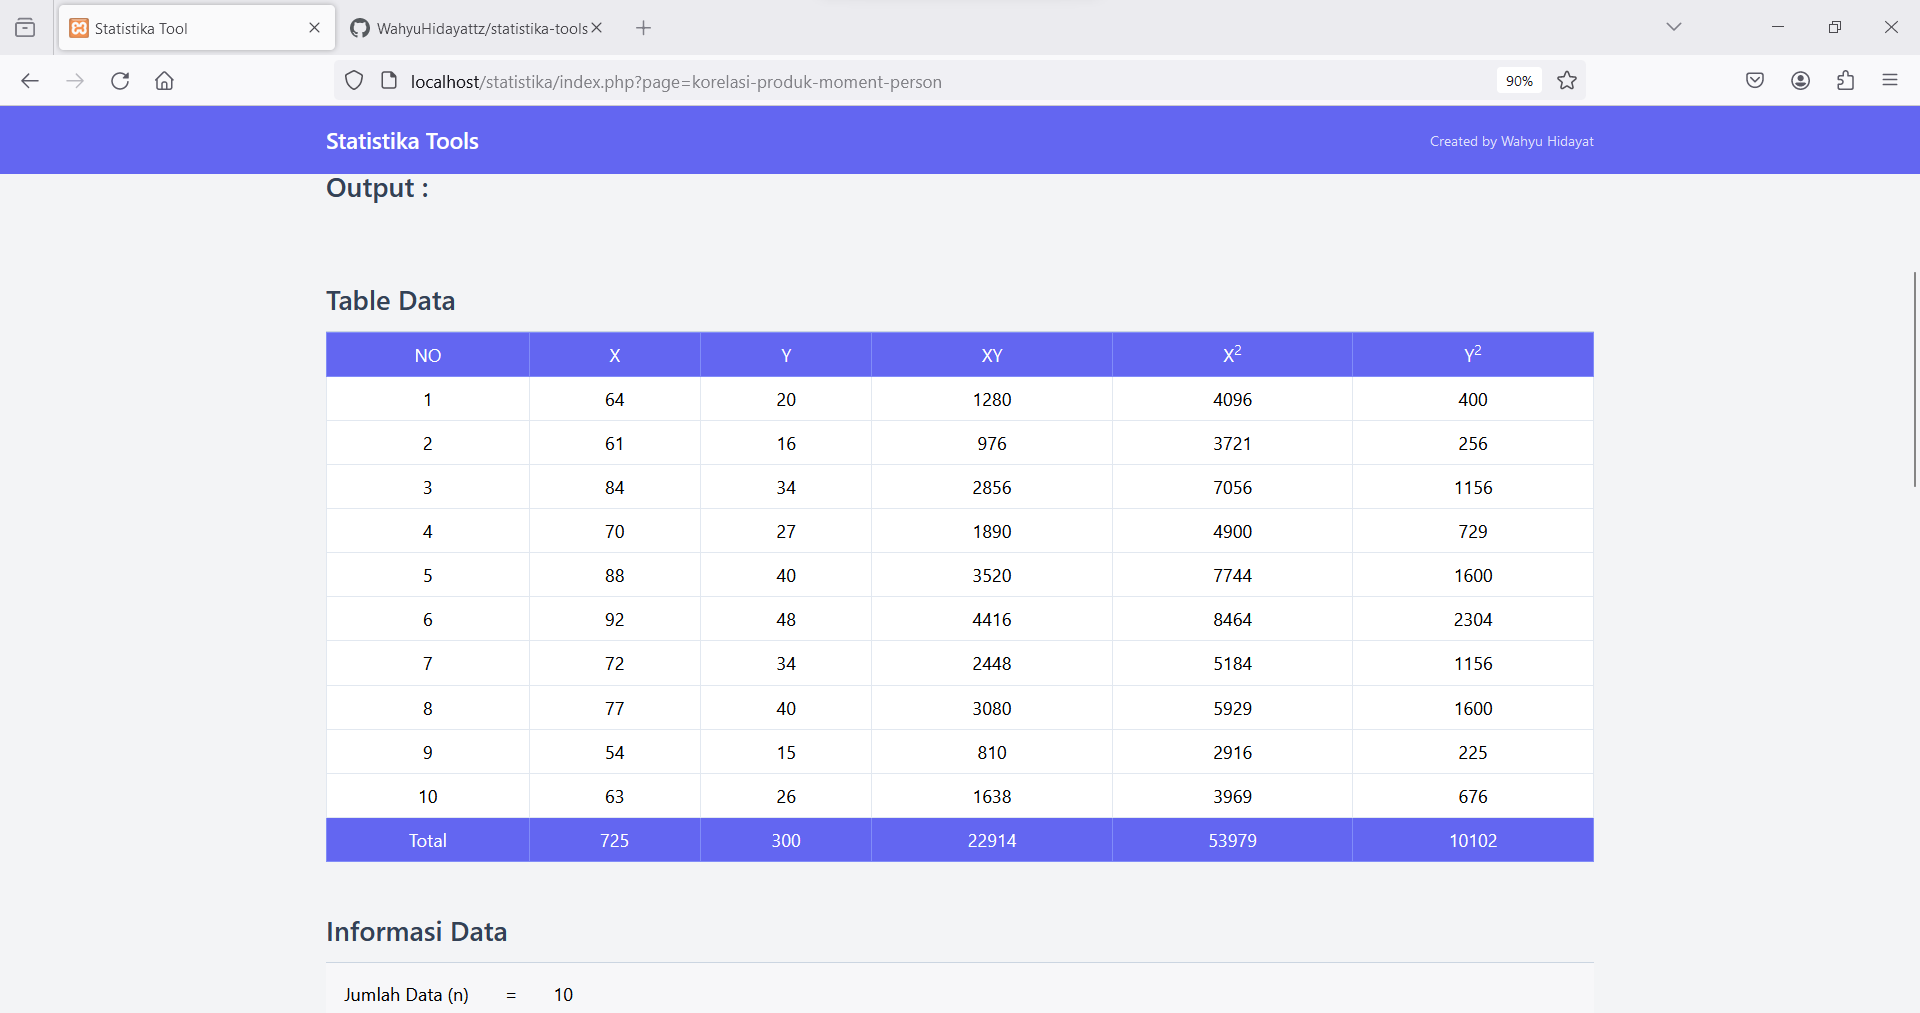 Statistika Tool
WahyuHidayattz/statistika-tools
localhost/statistika/index.php?page=korelasi-produk-moment-person
90%
Statistika Tools
Created by Wahyu Hidayat
Output :
Table Data
NO X Y XY X² Y²
1 64 20 1280 4096 400
2 61 16 976 3721 256
3 84 34 2856 7056 1156
4 70 27 1890 4900 729
5 88 40 3520 7744 1600
6 92 48 4416 8464 2304
7 72 34 2448 5184 1156
8 77 40 3080 5929 1600
9 54 15 810 2916 225
10 63 26 1638 3969 676
Total 725 300 22914 53979 10102
Informasi Data
Jumlah Data (n) = 10